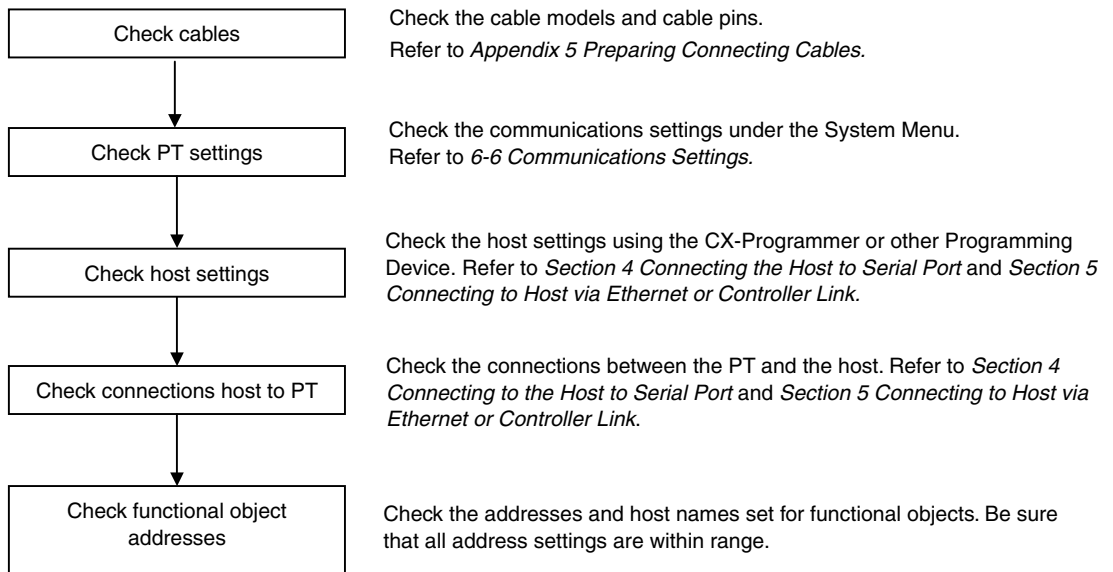 Check cables
Check the cable models and cable pins.
Refer to Appendix 5 Preparing Connecting Cables.
Check PT settings
Check the communications settings under the System Menu.
Refer to 6-6 Communications Settings.
Check host settings
Check the host settings using the CX-Programmer or other Programming
Device. Refer to Section 4 Connecting the Host to Serial Port and Section 5
Connecting to Host via Ethernet or Controller Link.
Check connections host to PT
Check the connections between the PT and the host. Refer to Section 4
Connecting to the Host to Serial Port and Section 5 Connecting to Host via
Ethernet or Controller Link.
Check functional object
addresses
Check the addresses and host names set for functional objects. Be sure
that all address settings are within range.